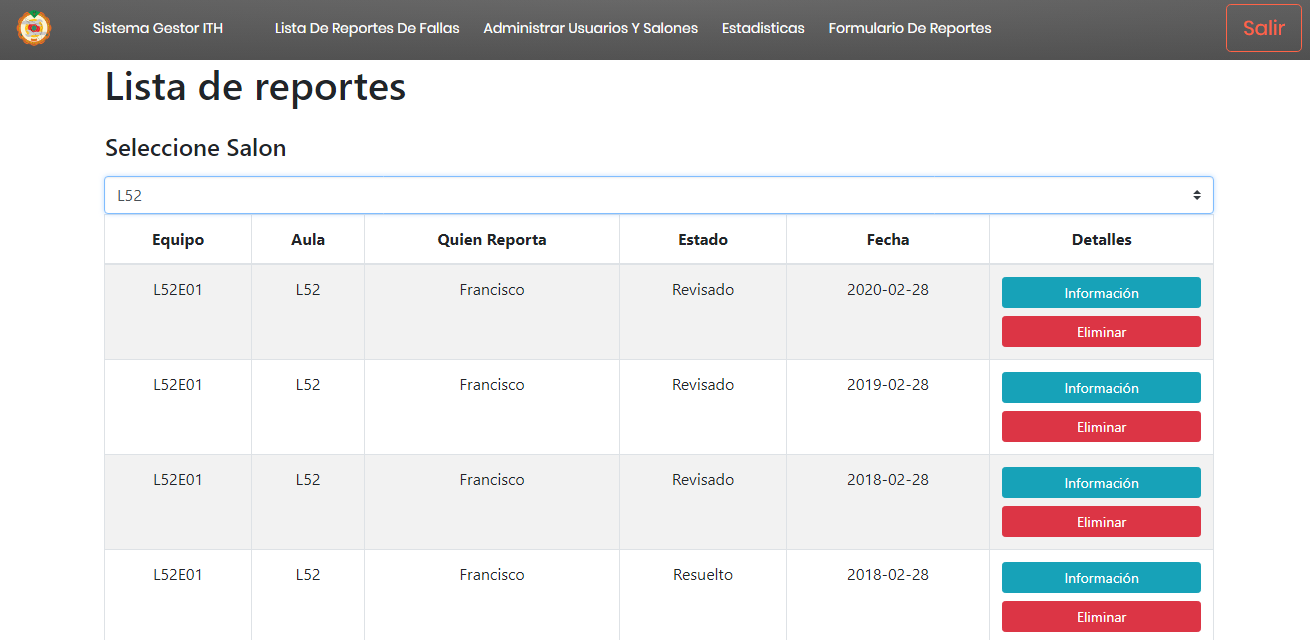 Sistema Gestor ITH Lista De Reportes De Fallas Administrar Usuarios Y Salones Estadisticas Formulario De Reportes Salir
Lista de reportes
Seleccione Salon
L52
Equipo Aula Quien Reporta Estado Fecha Detalles
L52E01 L52 Francisco Revisado 2020-02-28 Información
Eliminar
L52E01 L52 Francisco Revisado 2019-02-28 Información
Eliminar
L52E01 L52 Francisco Revisado 2018-02-28 Información
Eliminar
L52E01 L52 Francisco Resuelto 2018-02-28 Información
Eliminar